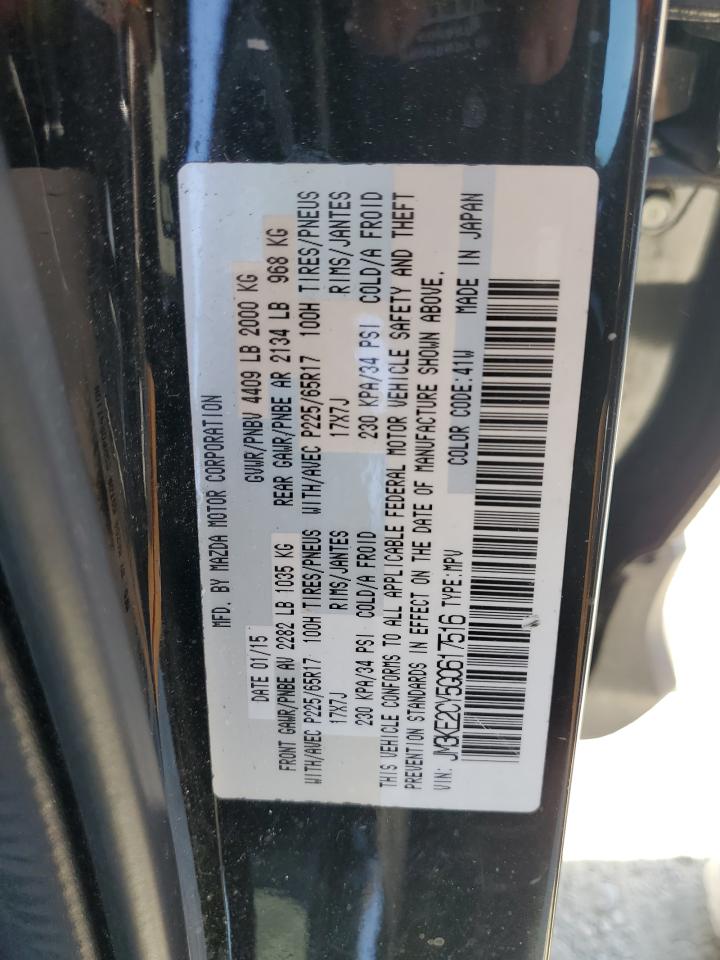 MFD. BY MAZDA MOTOR CORPORATION
DATE 01/15 GVWR/PNBV 4409 LB 2000 KG
FRONT GAWR/PNBE AV 2282 LB 1035 KG REAR GAWR/PNBE AR 2134 LB 968 KG
WITH/AVEC P225/65R17 100H TIRES/PNEUS WITH/AVEC P225/65R17 100H TIRES/PNEUS
17X7J RIMS/JANTES 17X7J RIMS/JANTES
230 KPA/34 PSI COLD/A FROID 230 KPA/34 PSI COLD/A FROID
THIS VEHICLE CONFORMS TO ALL APPLICABLE FEDERAL MOTOR VEHICLE SAFETY AND THEFT
PREVENTION STANDARDS IN EFFECT ON THE DATE OF MANUFACTURE SHOWN ABOVE.
VIN: JM3KE2CY5G0617516 TYPE:MPV COLOR CODE:41W MADE IN JAPAN